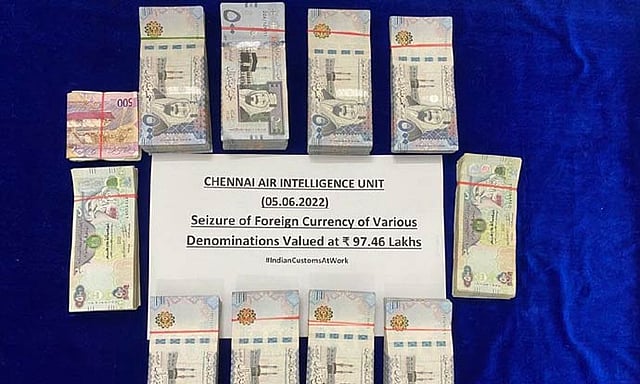 500
CHENNAI AIR INTELLIGENCE UNIT
(05.06.2022)
Seizure of Foreign Currency of Various
Denominations Valued at ₹ 97.46 Lakhs
#IndianCustomsAtWork